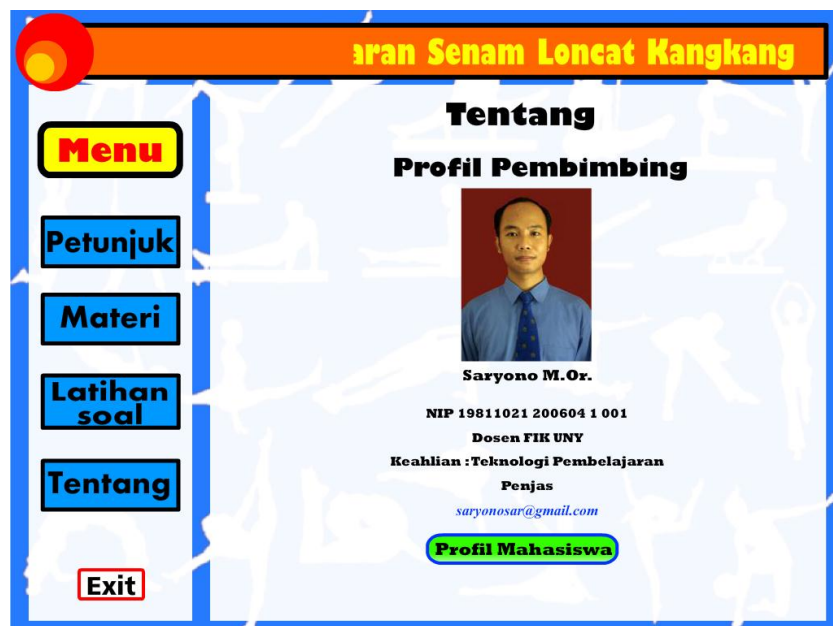 aran Senam Loncat Kangkang
Menu
Petunjuk
Materi
Latihan
soal
Tentang
Exit
Tentang
Profil Pembimbing
Saryono M.Or.
NIP 19811021 200604 1 001
Dosen FIK UNY
Keahlian : Teknologi Pembelajaran
Penjas
saryonosar@gmail.com
Profil Mahasiswa